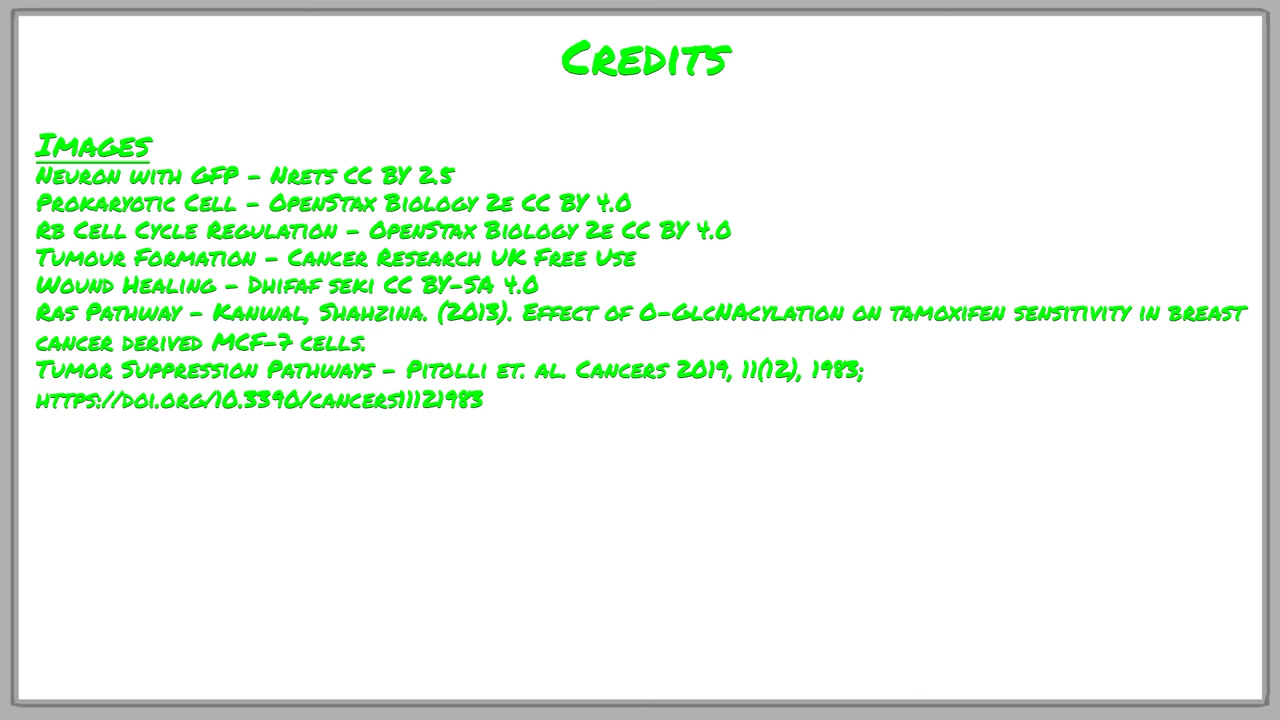 Credits
Images
Neuron with GFP - Nrets CC BY 2.5
Prokaryotic Cell - OpenStax Biology 2e CC BY 4.0
Rb Cell Cycle Regulation - OpenStax Biology 2e CC BY 4.0
Tumour Formation - Cancer Research UK Free Use
Wound Healing - Dhifaf seki CC BY-SA 4.0
Ras Pathway - Kanwal, Shahzina. (2013). Effect of O-GlcNAcylation on tamoxifen sensitivity in breast
cancer derived MCF-7 cells.
Tumor Suppression Pathways - Pitolli et. al. Cancers 2019, 11(12), 1983;
https://doi.org/10.3390/cancers11121983